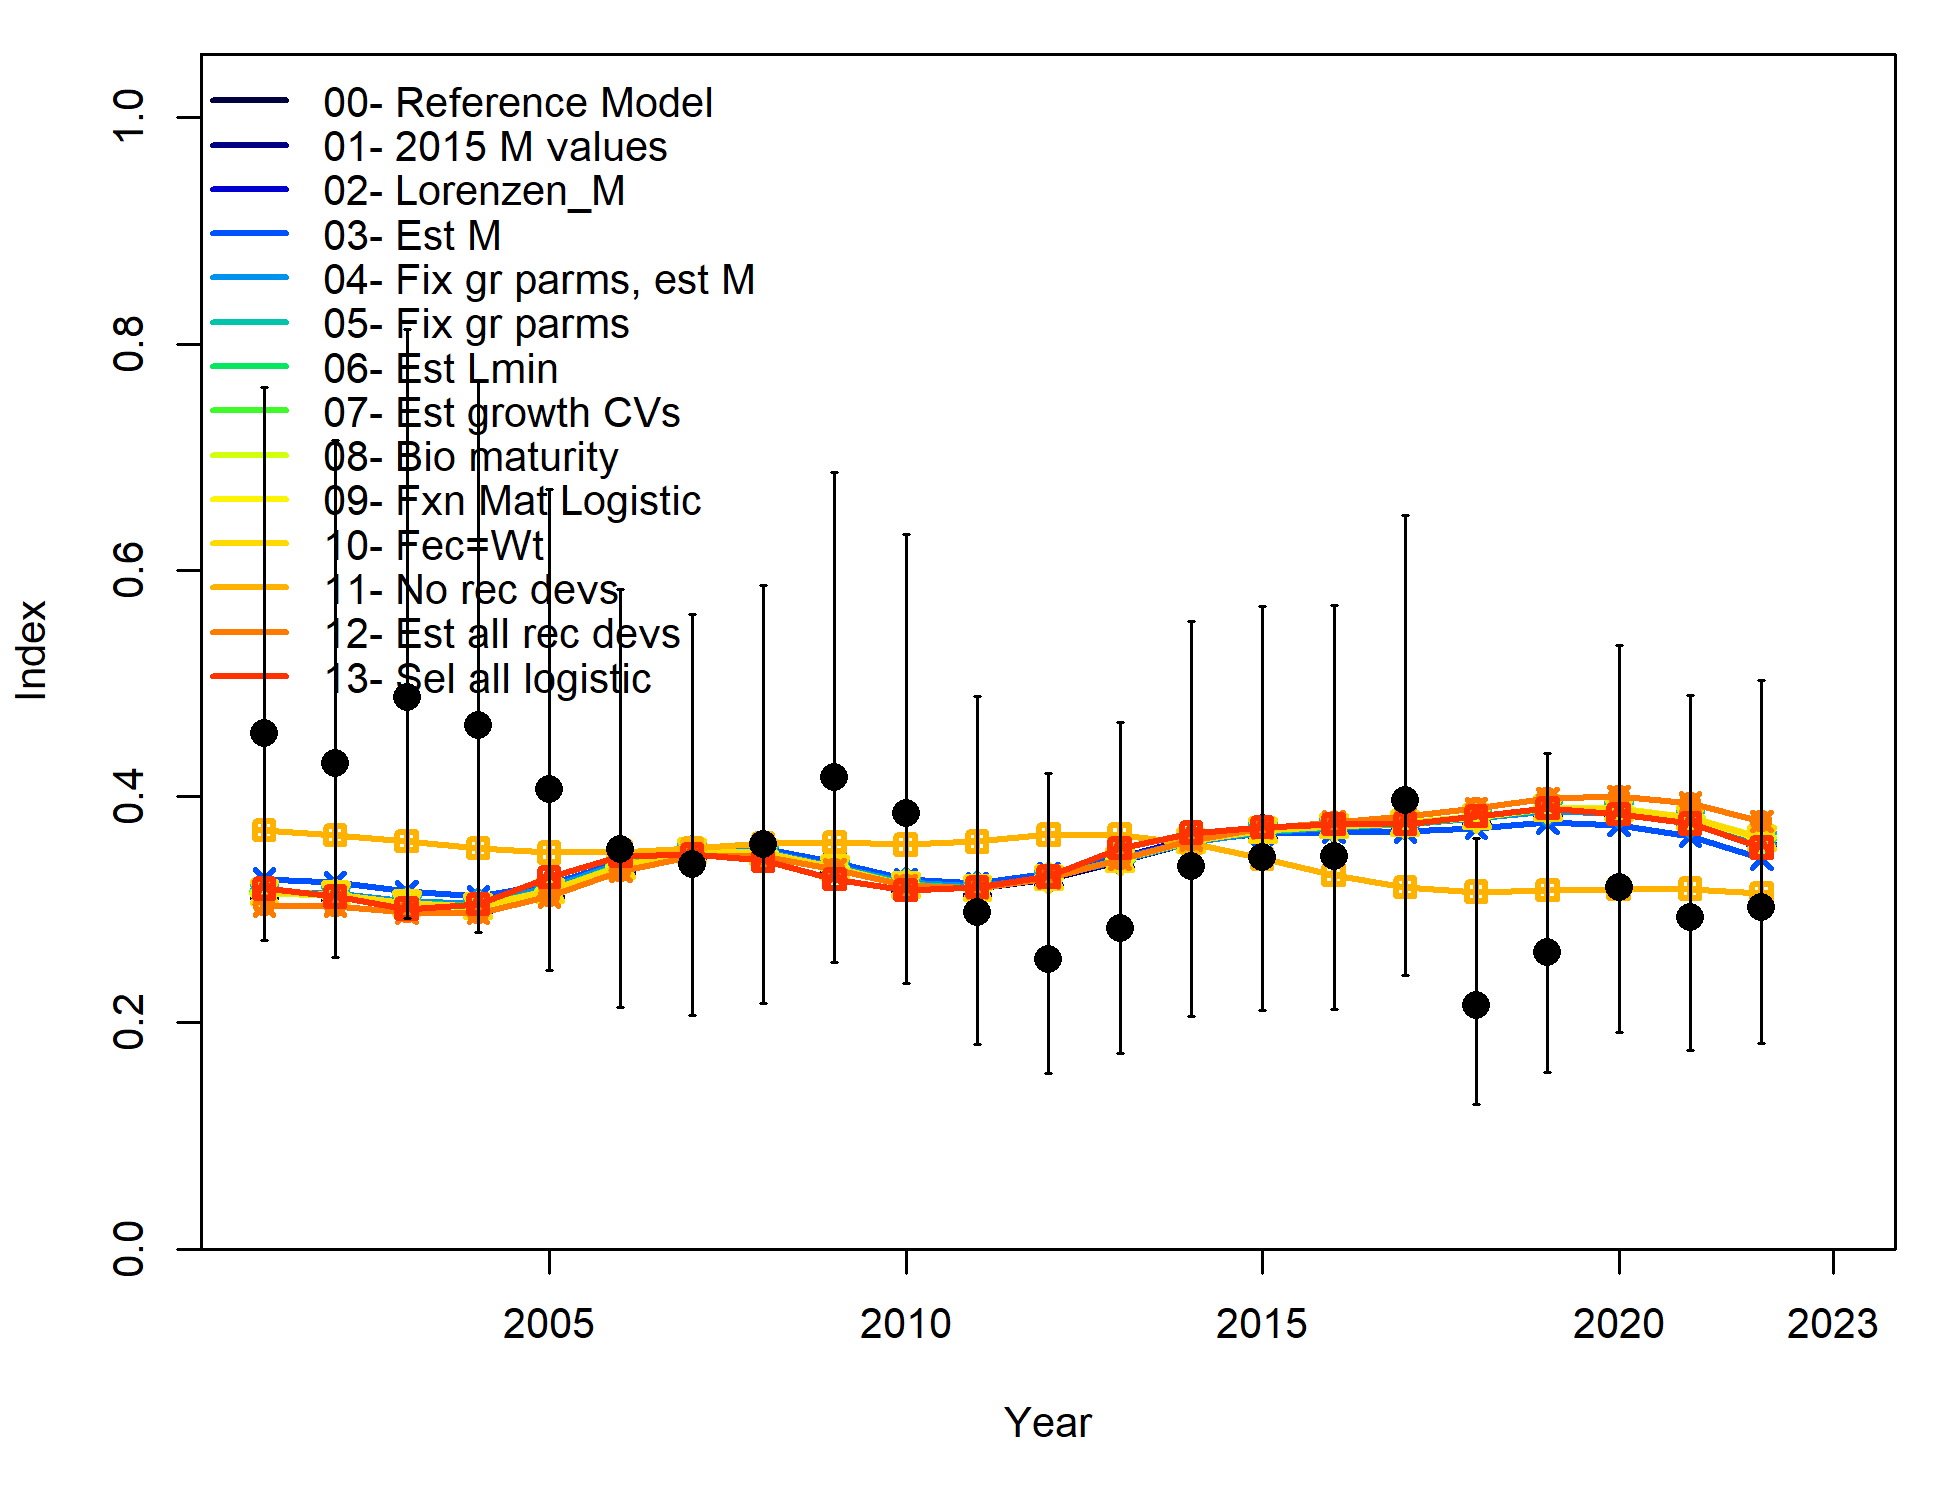 00- Reference Model
01- 2015 M values
02- Lorenzen_M
03- Est M
04- Fix gr parms, est M
05- Fix gr parms
06- Est Lmin
07- Est growth CVs
08- Bio maturity
09- Fxn Mat Logistic
10- Fec=Wt
11- No rec devs
12- Est all rec devs
13- Sel all logistic
1.0
0.8
0.6
0.4
0.2
0.0
Index
2005 2010 2015 2020 2023
Year